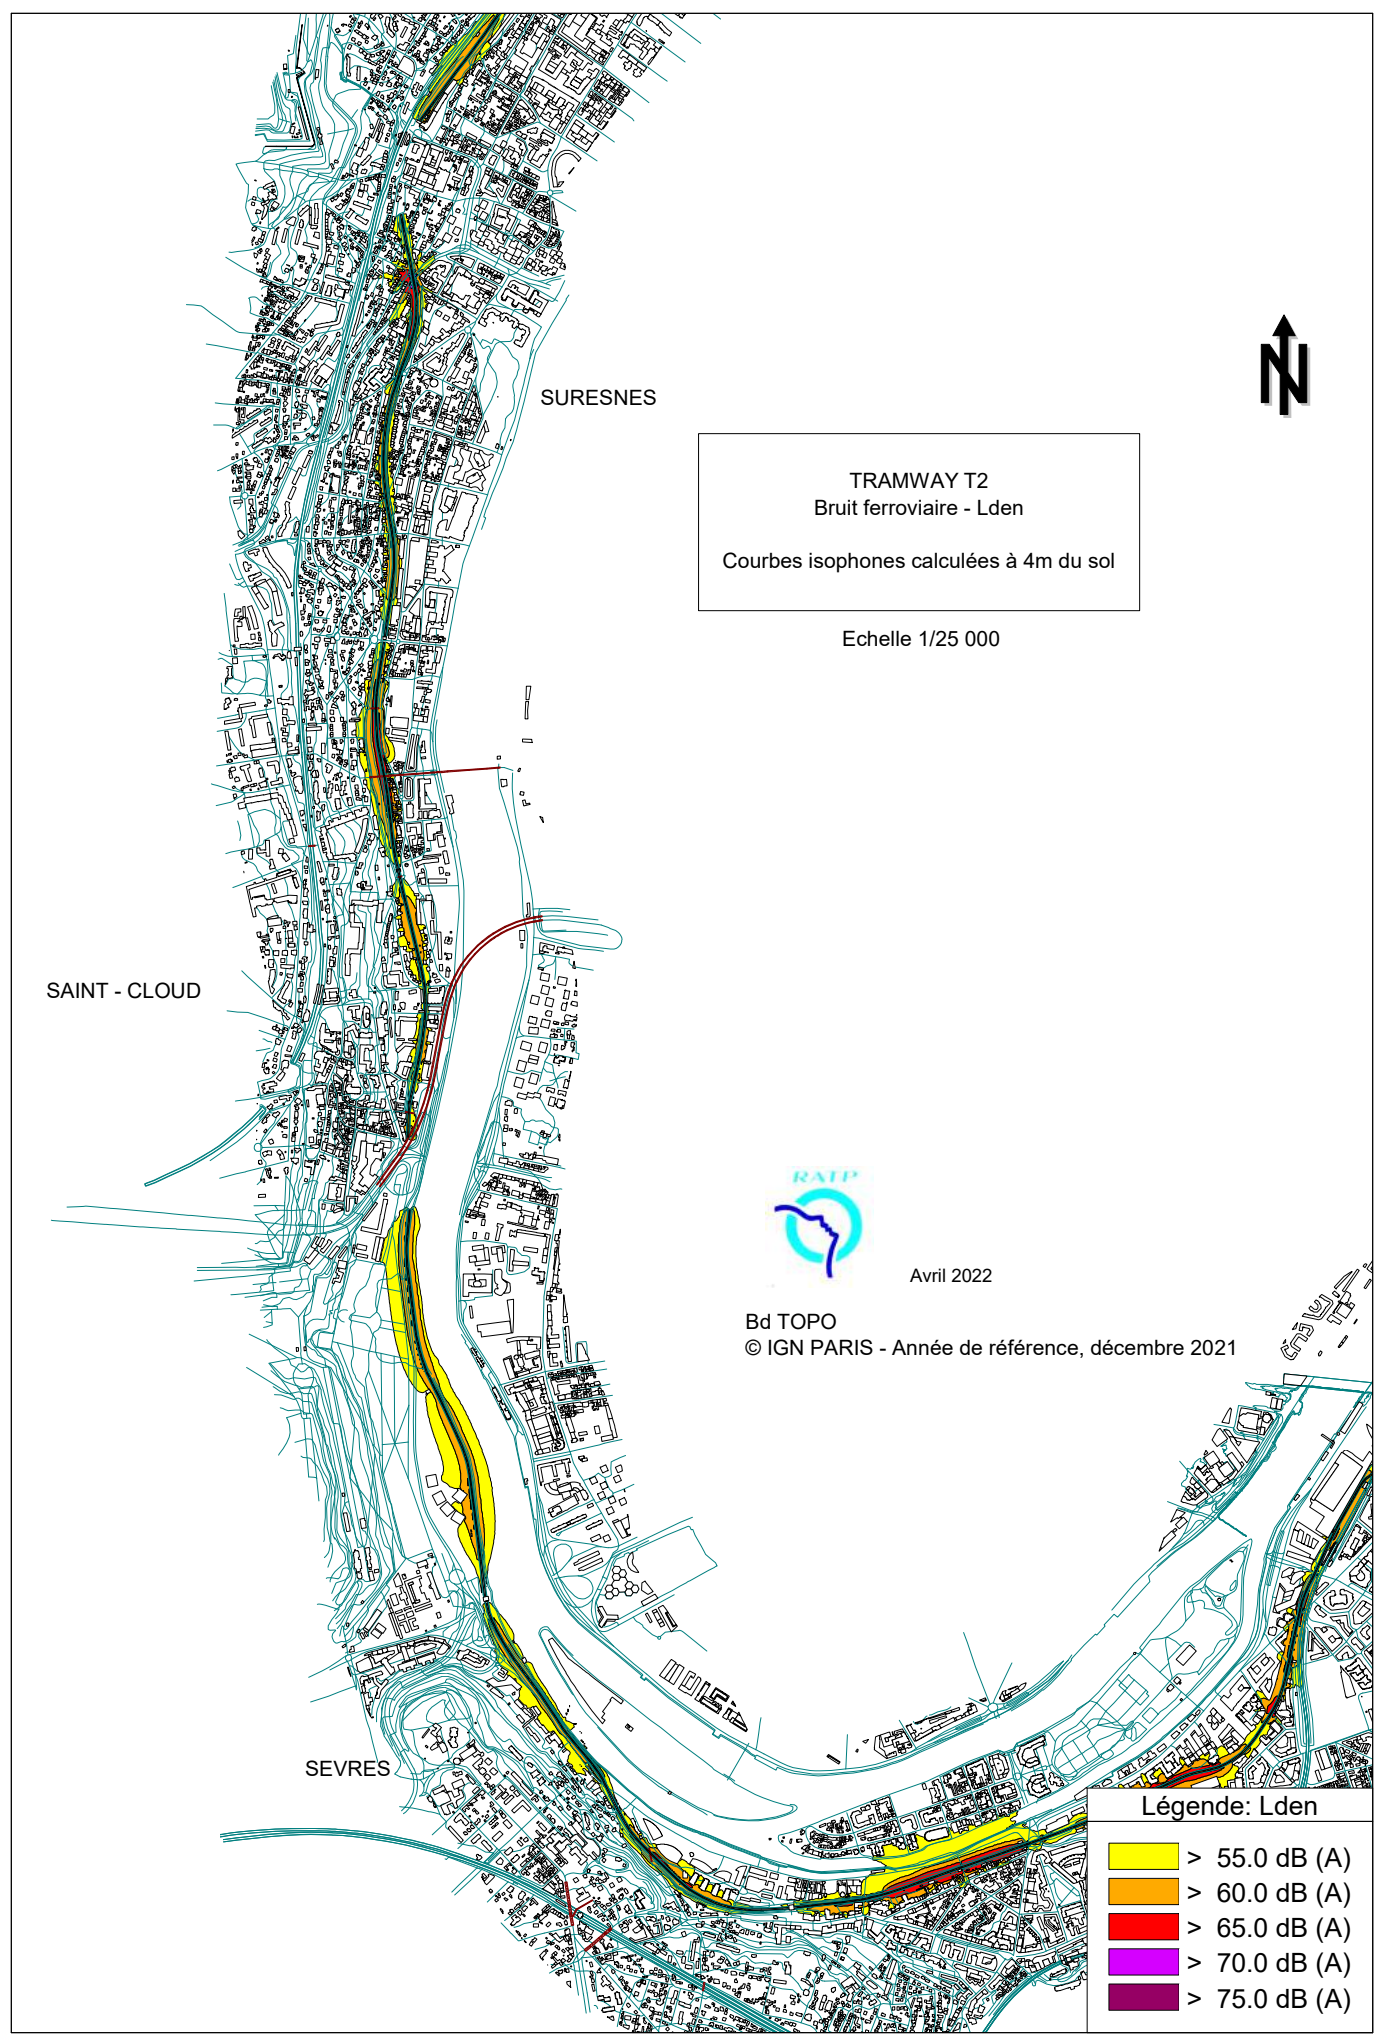 SURESNES
TRAMWAY T2
Bruit ferroviaire - Lden
Courbes isophones calculées à 4m du sol
Echelle 1/25 000
N
SAINT - CLOUD
RATP
Avril 2022
Bd TOPO
© IGN PARIS - Année de référence, décembre 2021
SEVRES
Légende: Lden
> 55.0 dB (A)
> 60.0 dB (A)
> 65.0 dB (A)
> 70.0 dB (A)
> 75.0 dB (A)